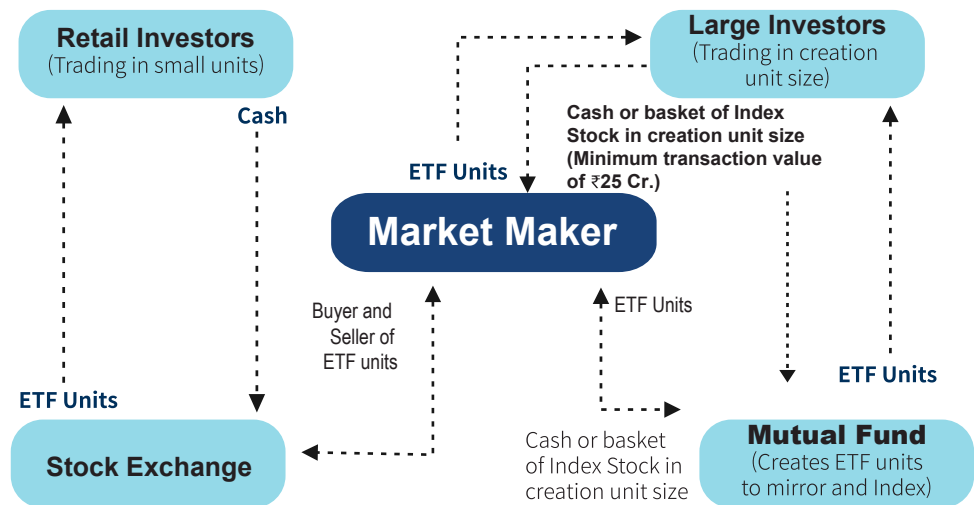 Retail Investors
(Trading in small units)
Large Investors
(Trading in creation
unit size)
Cash
Cash or basket of Index
Stock in creation unit size
(Minimum transaction value
of ₹25 Cr.)
ETF Units
Market Maker
Buyer and
Seller of
ETF units
ETF Units
ETF Units
ETF Units
Stock Exchange
Cash or basket
of Index Stock in
creation unit size
Mutual Fund
(Creates ETF units
to mirror and Index)